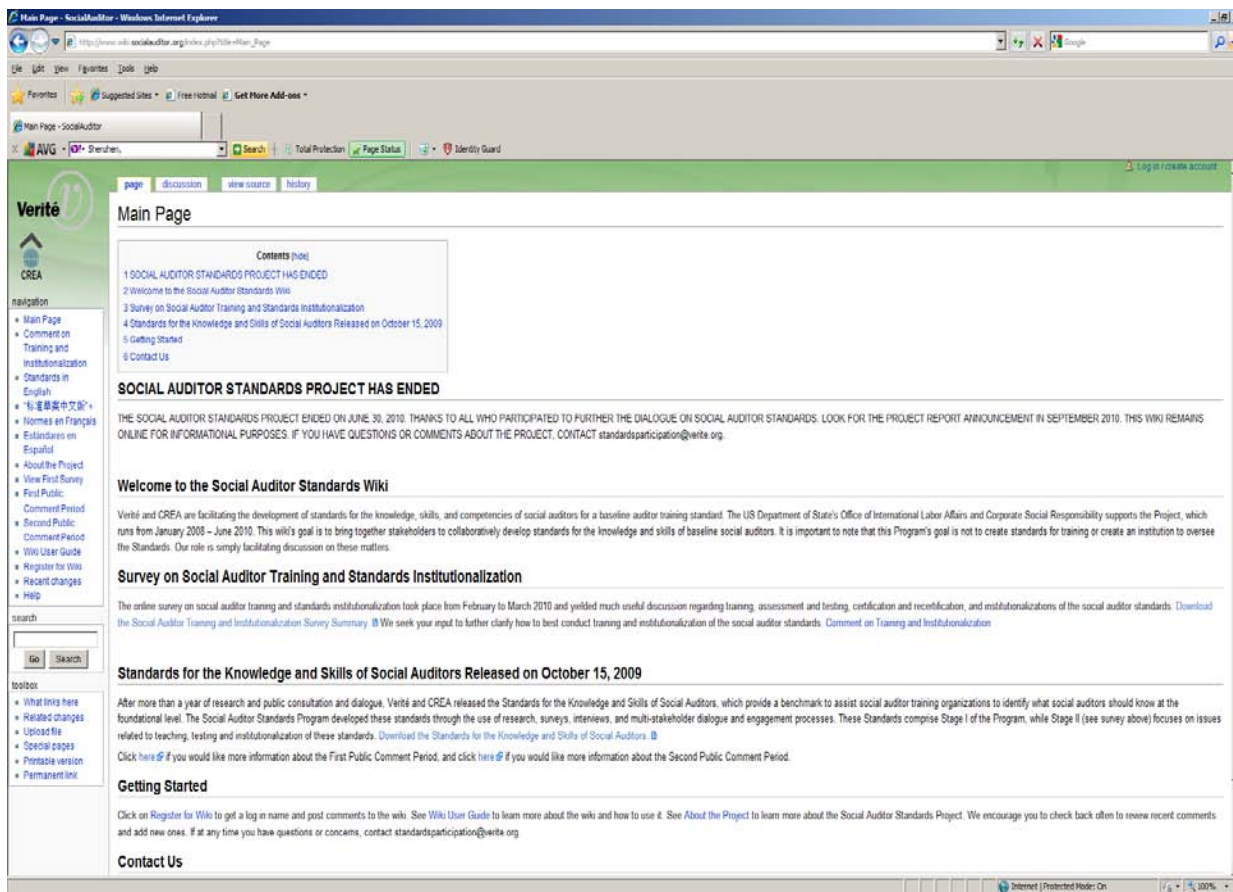 Main Page - SocialAuditor - Windows Internet Explorer
http://www.wiki.socialauditor.org/index.php?title=Main_Page
Google
File Edit View Favorites Tools Help
Favorites Suggested Sites Free Hotmail Get More Add-ons
Main Page - SocialAuditor
AVG Search Total Protection Page Status Identity Guard
Log in / create account
page discussion view source history
Verité
CREA
navigation
Main Page
Comment on
Training and
Institutionalization
Standards in
English
Normes en Français
Estándares en
Español
About the Project
View First Survey
First Public
Comment Period
Second Public
Comment Period
Wiki User Guide
Register for Wiki
Recent changes
Help
search
Go Search
toolbox
What links here
Related changes
Upload file
Special pages
Printable version
Permanent link
Main Page
Contents [hide]
1 SOCIAL AUDITOR STANDARDS PROJECT HAS ENDED
2 Welcome to the Social Auditor Standards Wiki
3 Survey on Social Auditor Training and Standards Institutionalization
4 Standards for the Knowledge and Skills of Social Auditors Released on October 15, 2009
5 Getting Started
6 Contact Us
SOCIAL AUDITOR STANDARDS PROJECT HAS ENDED
THE SOCIAL AUDITOR STANDARDS PROJECT ENDED ON JUNE 30, 2010. THANKS TO ALL WHO PARTICIPATED TO FURTHER THE DIALOGUE ON SOCIAL AUDITOR STANDARDS. LOOK FOR THE PROJECT REPORT ANNOUNCEMENT IN SEPTEMBER 2010. THIS WIKI REMAINS
ONLINE FOR INFORMATIONAL PURPOSES. IF YOU HAVE QUESTIONS OR COMMENTS ABOUT THE PROJECT, CONTACT standardsparticipation@verite.org.
Welcome to the Social Auditor Standards Wiki
Verité and CREA are facilitating the development of standards for the knowledge, skills, and competencies of social auditors for a baseline auditor training standard. The US Department of State's Office of International Labor Affairs and Corporate Social Responsibility supports the Project, which
runs from January 2008 – June 2010. This wiki's goal is to bring together stakeholders to collaboratively develop standards for the knowledge and skills of baseline social auditors. It is important to note that this Program's goal is not to create standards for training or create an institution to oversee
the Standards. Our role is simply facilitating discussion on these matters.
Survey on Social Auditor Training and Standards Institutionalization
The online survey on social auditor training and standards institutionalization took place from February to March 2010 and yielded much useful discussion regarding training, assessment and testing, certification and recertification, and institutionalizations of the social auditor standards. Download
the Social Auditor Training and Institutionalization Survey Summary. We seek your input to further clarify how to best conduct training and institutionalization of the social auditor standards. Comment on Training and Institutionalization
Standards for the Knowledge and Skills of Social Auditors Released on October 15, 2009
After more than a year of research and public consultation and dialogue, Verité and CREA released the Standards for the Knowledge and Skills of Social Auditors, which provide a benchmark to assist social auditor training organizations to identify what social auditors should know at the
foundational level. The Social Auditor Standards Program developed these standards through the use of research, surveys, interviews, and multi-stakeholder dialogue and engagement processes. These Standards comprise Stage I of the Program, while Stage II (see survey above) focuses on issues
related to teaching, testing and institutionalization of these standards. Download the Standards for the Knowledge and Skills of Social Auditors.
Click here if you would like more information about the First Public Comment Period, and click here if you would like more information about the Second Public Comment Period.
Getting Started
Click on Register for Wiki to get a log in name and post comments to the wiki. See Wiki User Guide to learn more about the wiki and how to use it. See About the Project to learn more about the Social Auditor Standards Project. We encourage you to check back often to review recent comments
and add new ones. If at any time you have questions or concerns, contact standardsparticipation@verite.org
Contact Us
Internet | Protected Mode: On 100%